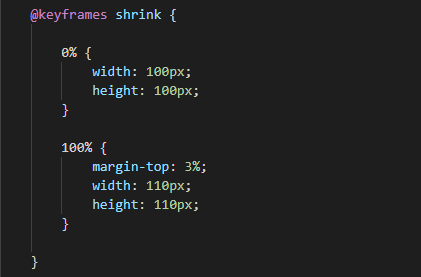 @keyframes shrink {
0% {
width: 100px;
height: 100px;
}
100% {
margin-top: 3%;
width: 110px;
height: 110px;
}
}